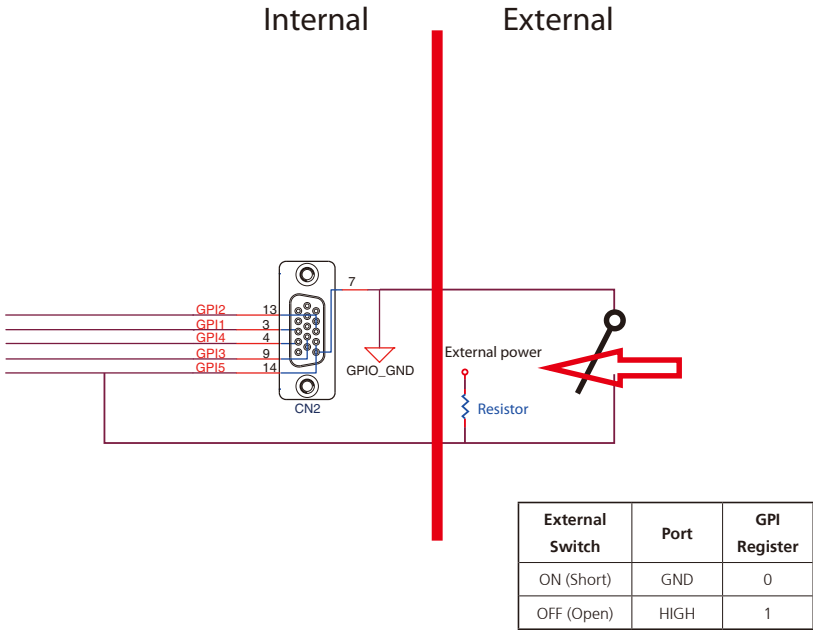 Internal
External
7
GPI2 13
GPI1 3
GPI4 4
GPI3 9
GPI5 14
CN2
GPIO_GND
External power
Resistor
External Switch Port GPI Register
ON (Short) GND 0
OFF (Open) HIGH 1